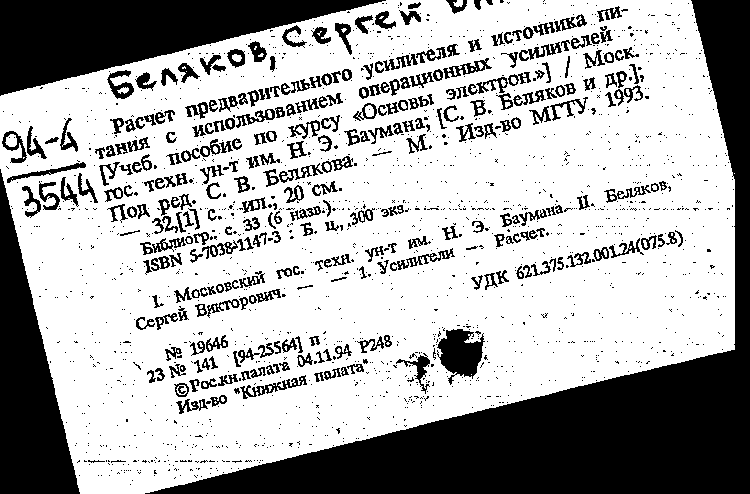 Беляков, Сергей
94-4
3544
Расчет предварительного усилителя и источника пи-
тания с использованием операционных усилителей :
[Учеб. пособие по курсу «Основы электрон.»] / Моск.
гос. техн. ун-т им. Н. Э. Баумана; [С. В. Беляков и др.];
Под ред. С. В. Белякова. — М. : Изд-во МГТУ, 1993.
— 32,[1] с. : ил.; 20 см.
Библиогр.: с. 33 (6 назв.).
ISBN 5-7038-1147-3 : Б. ц., 300 экз.
I. Московский гос. техн. ун-т им. Н. Э. Баумана. II. Беляков,
Сергей Викторович. — — 1. Усилители — Расчет.
УДК 621.375.132.001.24(075.8)
№ 19646
23 № 141 [94-25564] п
©Рос.кн.палата 04.11.94 Р248
Изд-во "Книжная палата"